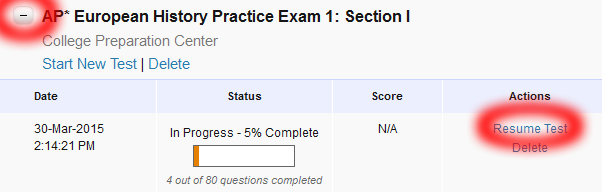 AP* European History Practice Exam 1: Section I
College Preparation Center
Start New Test | Delete
Date Status Score Actions
30-Mar-2015 In Progress - 5% Complete N/A Resume Test
2:14:21 PM Delete
4 out of 80 questions completed